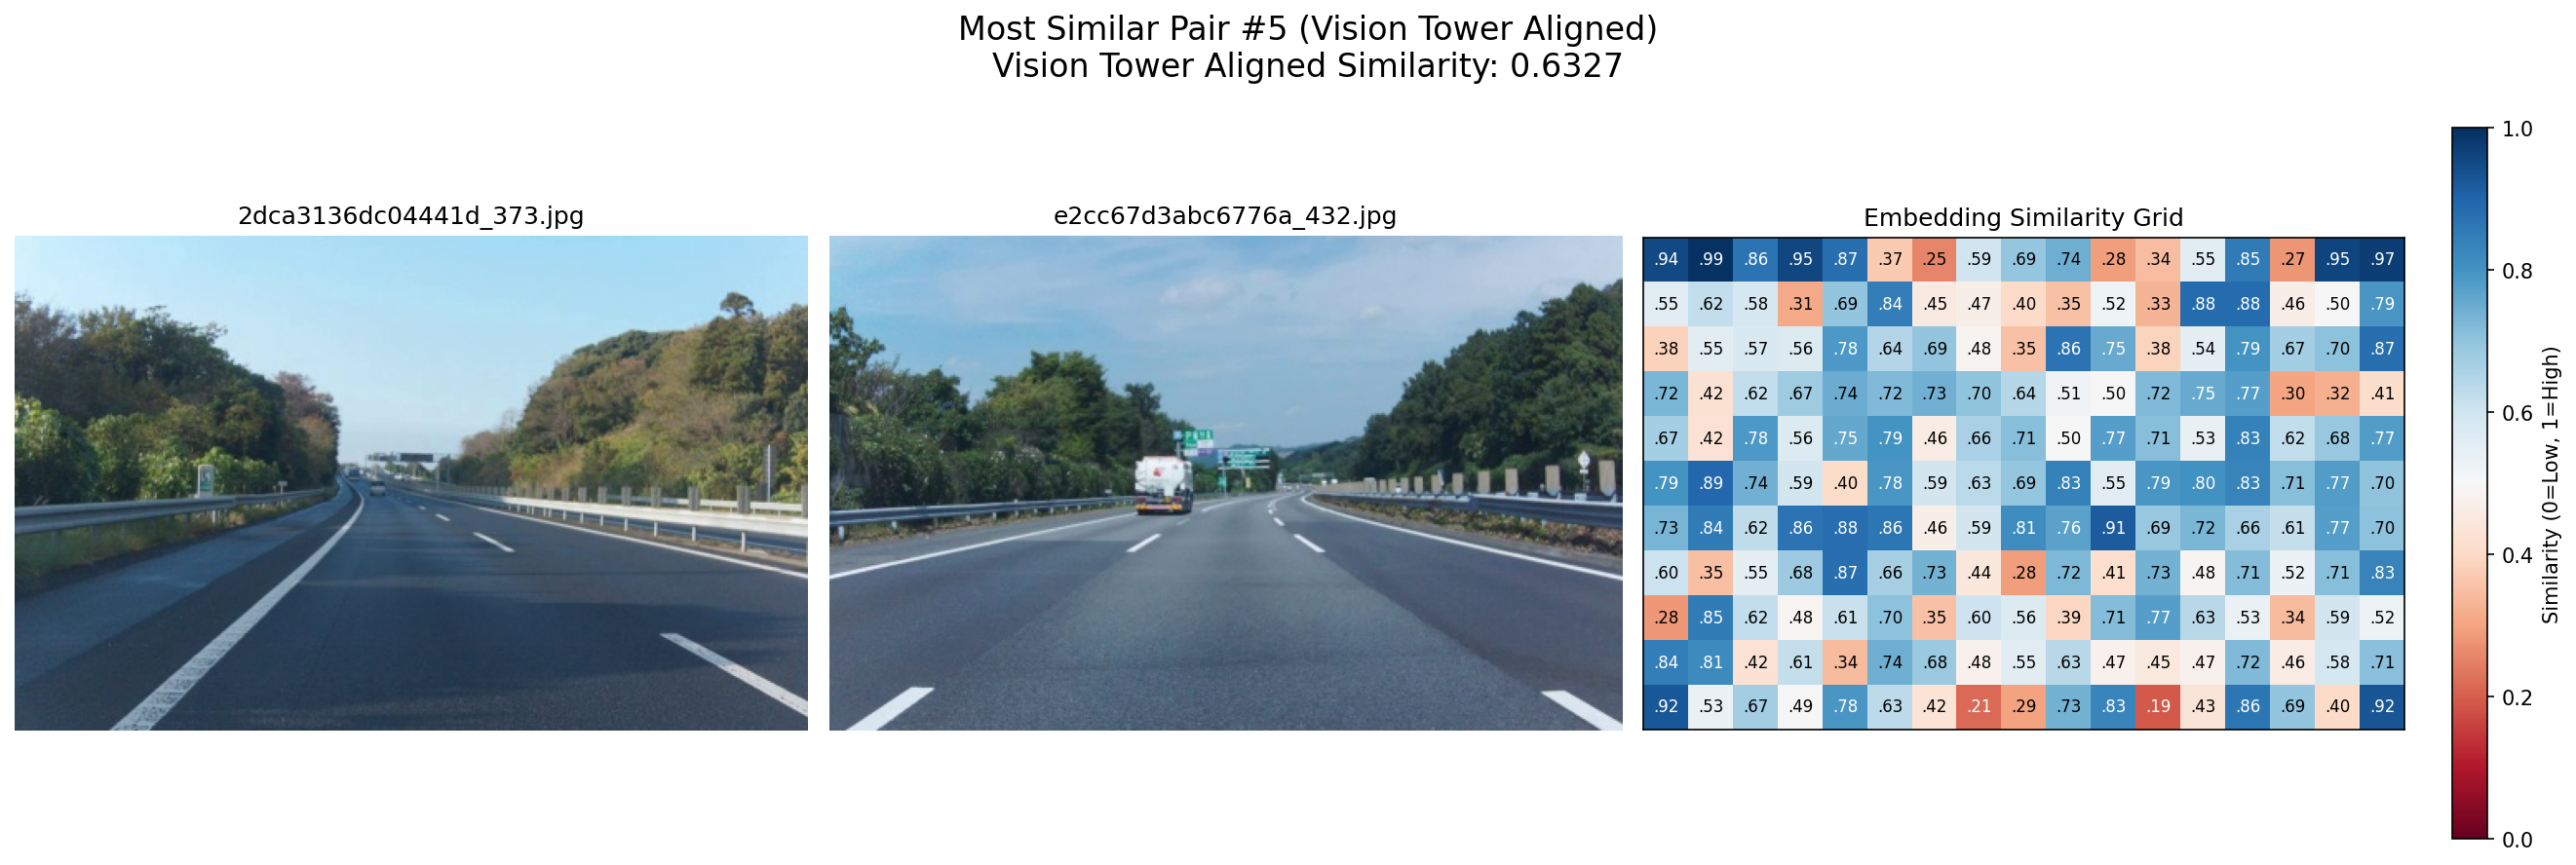 Most Similar Pair #5 (Vision Tower Aligned)
Vision Tower Aligned Similarity: 0.6327
2dca3136dc04441d_373.jpg
e2cc67d3abc6776a_432.jpg
Embedding Similarity Grid
.94 .99 .86 .95 .87 .37 .25 .59 .69 .74 .28 .34 .55 .85 .27 .95 .97
.55 .62 .58 .31 .69 .84 .45 .47 .40 .35 .52 .33 .88 .88 .46 .50 .79
.38 .55 .57 .56 .78 .64 .69 .48 .35 .86 .75 .38 .54 .79 .67 .70 .87
.72 .42 .62 .67 .74 .72 .73 .70 .64 .51 .50 .72 .75 .77 .30 .32 .41
.67 .42 .78 .56 .75 .79 .46 .66 .71 .50 .77 .71 .53 .83 .62 .68 .77
.79 .89 .74 .59 .40 .78 .59 .63 .69 .83 .55 .79 .80 .83 .71 .77 .70
.73 .84 .62 .86 .88 .86 .46 .59 .81 .76 .91 .69 .72 .66 .61 .77 .70
.60 .35 .55 .68 .87 .66 .73 .44 .28 .72 .41 .73 .48 .71 .52 .71 .83
.28 .85 .62 .48 .61 .70 .35 .60 .56 .39 .71 .77 .63 .53 .34 .59 .52
.84 .81 .42 .61 .34 .74 .68 .48 .55 .63 .47 .45 .47 .72 .46 .58 .71
.92 .53 .67 .49 .78 .63 .42 .21 .29 .73 .83 .19 .43 .86 .69 .40 .92
1.0
0.8
0.6
0.4
0.2
0.0
Similarity (0=Low, 1=High)